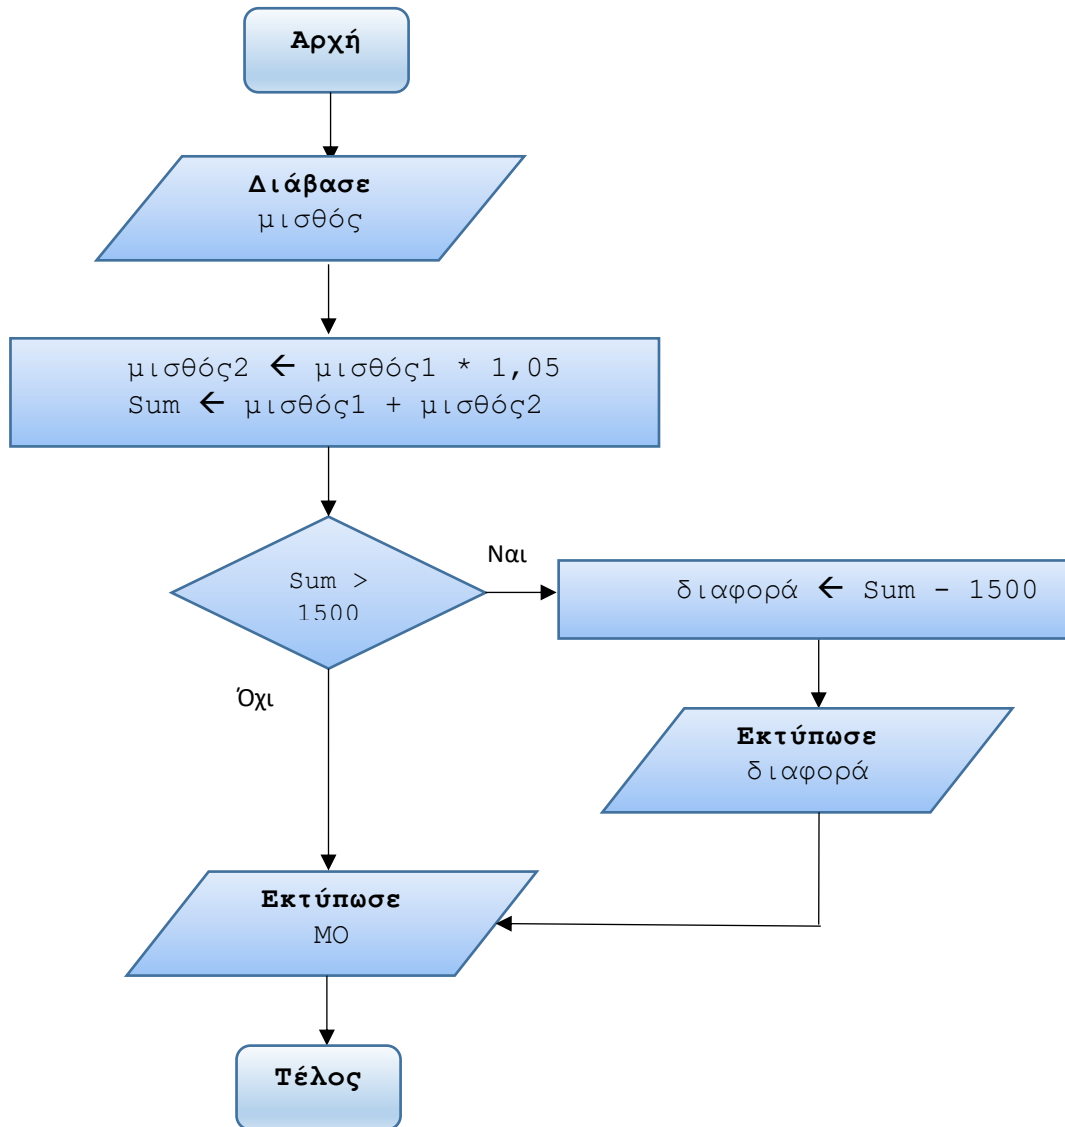 Αρχή
Διάβασε
μισθός
μισθός2 ← μισθός1 * 1,05
Sum ← μισθός1 + μισθός2
Sum >
1500
Ναι
διαφορά ← Sum - 1500
Όχι
Εκτύπωσε
διαφορά
Εκτύπωσε
ΜΟ
Τέλος